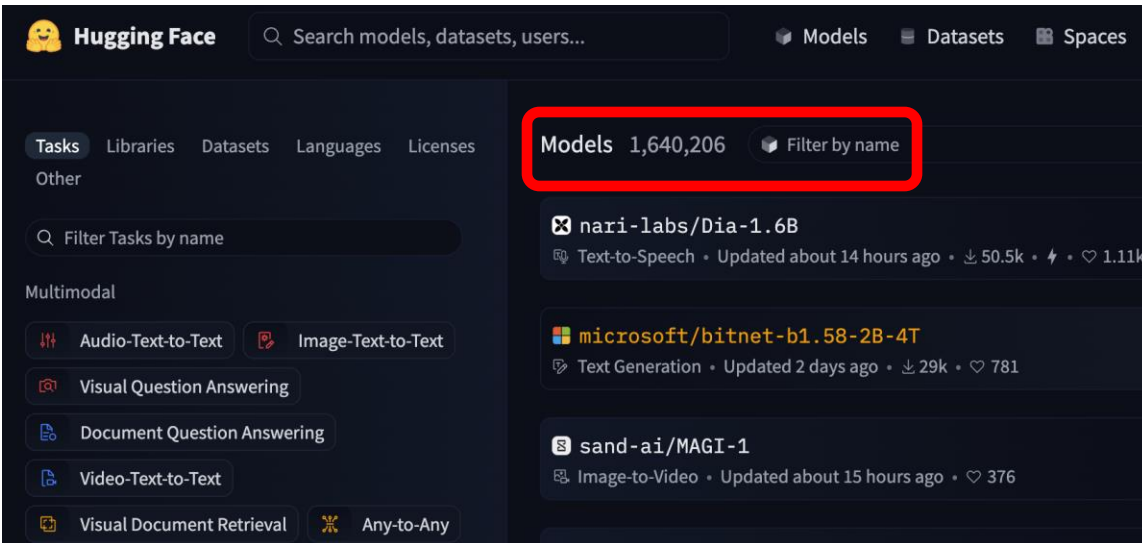 Hugging Face
Search models, datasets, users...
Models
Datasets
Spaces
Tasks
Libraries
Datasets
Languages
Licenses
Other
Filter Tasks by name
Multimodal
Audio-Text-to-Text
Image-Text-to-Text
Visual Question Answering
Document Question Answering
Video-Text-to-Text
Visual Document Retrieval
Any-to-Any
Models 1,640,206
Filter by name
nari-labs/Dia-1.6B
Text-to-Speech • Updated about 14 hours ago • 50.5k • • 1.11k
microsoft/bitnet-b1.58-2B-4T
Text Generation • Updated 2 days ago • 29k • 781
sand-ai/MAGI-1
Image-to-Video • Updated about 15 hours ago • 376